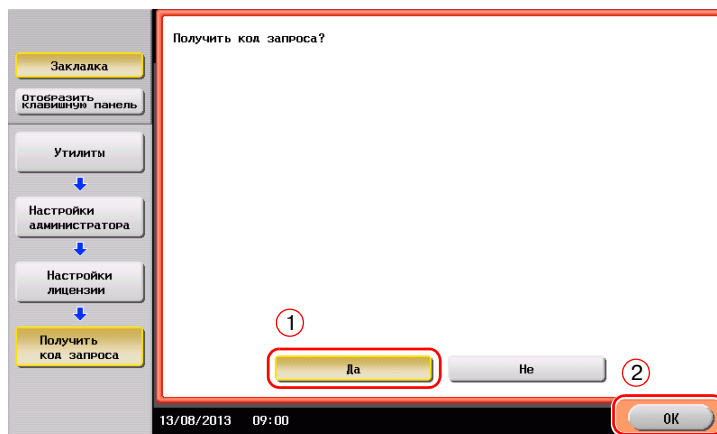 Получить код запроса?
Закладка
Отобразить
клавишную панель
Утилиты
Настройки
администратора
Настройки
лицензии
Получить
код запроса
1
Да
Не
2
13/08/2013 09:00
OK